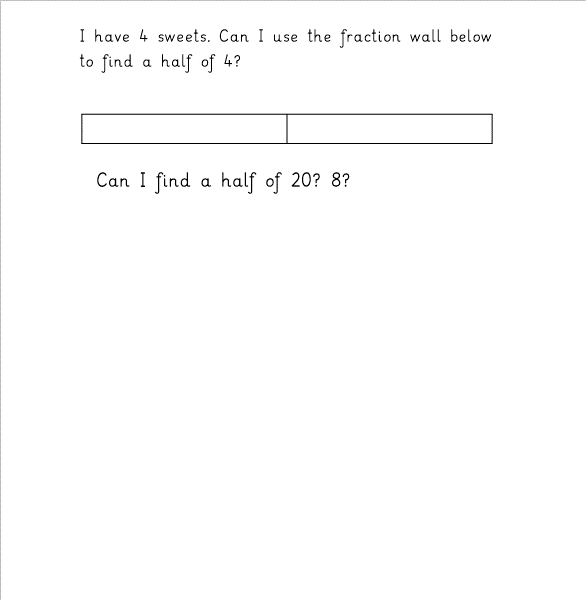 I have 4 sweets. Can I use the fraction wall below
to find a half of 4?
Can I find a half of 20? 8?